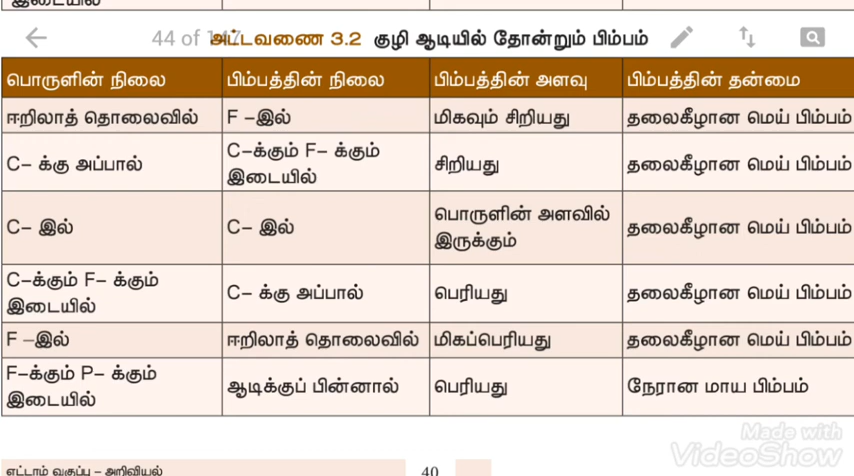 இடையில்
44 of 147
அட்டவணை 3.2 குழி ஆடியில் தோன்றும் பிம்பம்
பொருளின் நிலை பிம்பத்தின் நிலை பிம்பத்தின் அளவு பிம்பத்தின் தன்மை
ஈறிலாத் தொலைவில் F –இல் மிகவும் சிறியது தலைகீழான மெய் பிம்பம்
C– க்கு அப்பால் C–க்கும் F– க்கும் இடையில் சிறியது தலைகீழான மெய் பிம்பம்
C– இல் C– இல் பொருளின் அளவில் இருக்கும் தலைகீழான மெய் பிம்பம்
C–க்கும் F– க்கும் இடையில் C– க்கு அப்பால் பெரியது தலைகீழான மெய் பிம்பம்
F –இல் ஈறிலாத் தொலைவில் மிகப்பெரியது தலைகீழான மெய் பிம்பம்
F–க்கும் P– க்கும் இடையில் ஆடிக்குப் பின்னால் பெரியது நேரான மாய பிம்பம்
Made with
VideoShow
எட்டாம் வகுப்பு – அறிவியல் 40